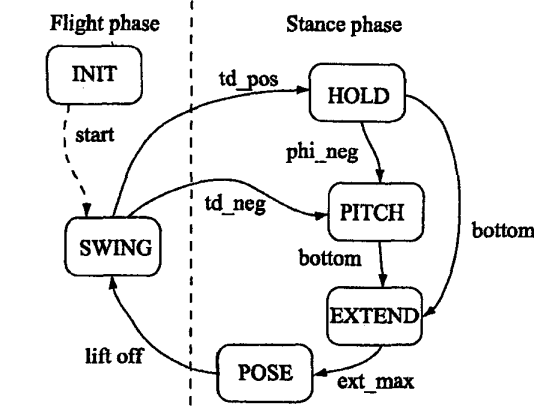 Flight phase
Stance phase
INIT
td_pos
HOLD
start
phi_neg
td_neg
PITCH
SWING
bottom
bottom
EXTEND
lift off
POSE
ext_max